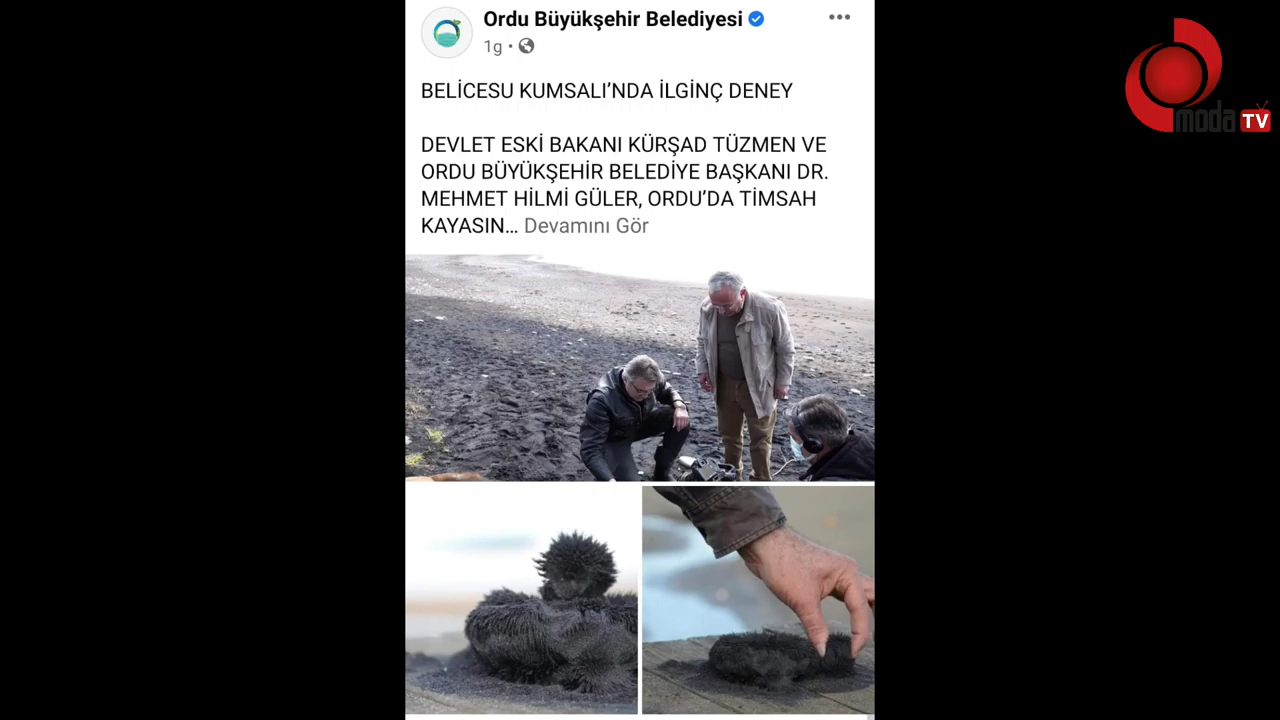 Ordu Büyükşehir Belediyesi
1g •
BELİCESU KUMSALI’NDA İLGİNÇ DENEY
DEVLET ESKİ BAKANI KÜRŞAD TÜZMEN VE
ORDU BÜYÜKŞEHİR BELEDİYE BAŞKANI DR.
MEHMET HİLMİ GÜLER, ORDU’DA TİMSAH
KAYASIN... Devamını Gör
moda TV